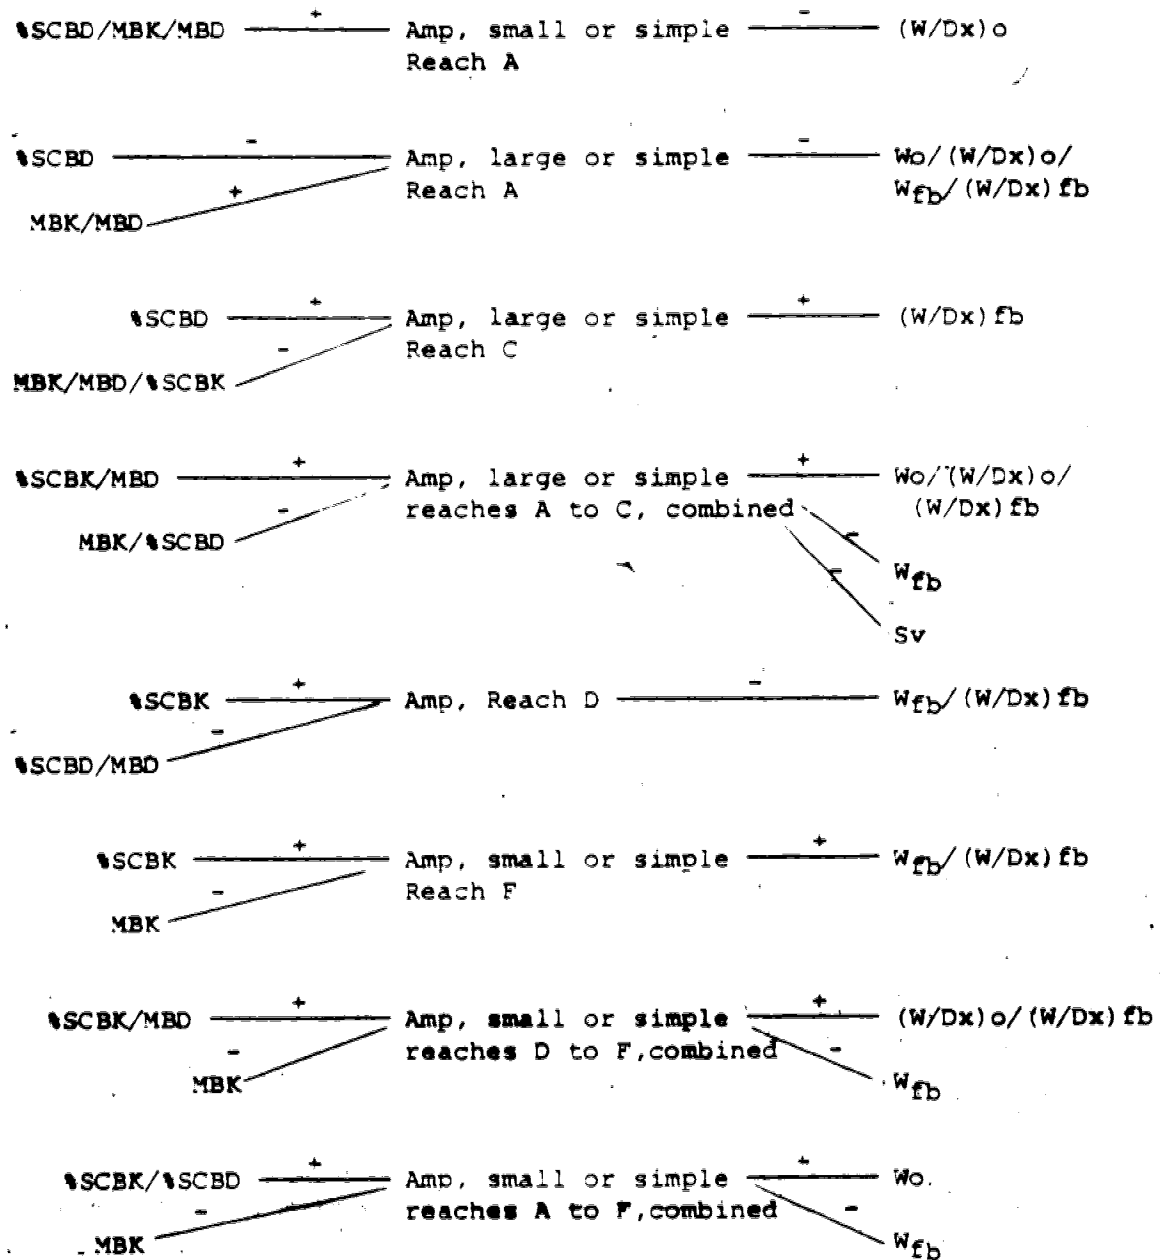 %SCBD/MBK/MBD + Amp, small or simple - (W/Dx)o
Reach A
%SCBD - Amp, large or simple - Wo/(W/Dx)o/
+ Reach A Wfb/(W/Dx)fb
MBK/MBD
%SCBD + Amp, large or simple + (W/Dx)fb
- Reach C
MBK/MBD/%SCBK
%SCBK/MBD + Amp, large or simple + Wo/(W/Dx)o/
- reaches A to C, combined (W/Dx)fb
MBK/%SCBD -
- Wfb
Sv
%SCBK + Amp, Reach D - Wfb/(W/Dx)fb
-
%SCBD/MBD
%SCBK + Amp, small or simple + Wfb/(W/Dx)fb
- Reach F
MBK
%SCBK/MBD + Amp, small or simple + (W/Dx)o/(W/Dx)fb
- reaches D to F,combined -
MBK Wfb
%SCBK/%SCBD + Amp, small or simple + Wo
- reaches A to F,combined -
MBK Wfb